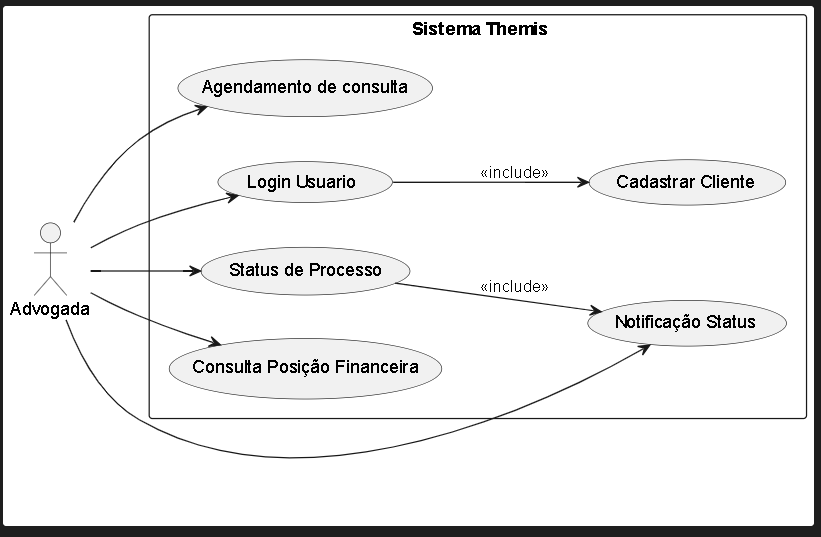 Sistema Themis
Agendamento de consulta
Login Usuario
«include»
Cadastrar Cliente
Status de Processo
«include»
Notificação Status
Advogada
Consulta Posição Financeira